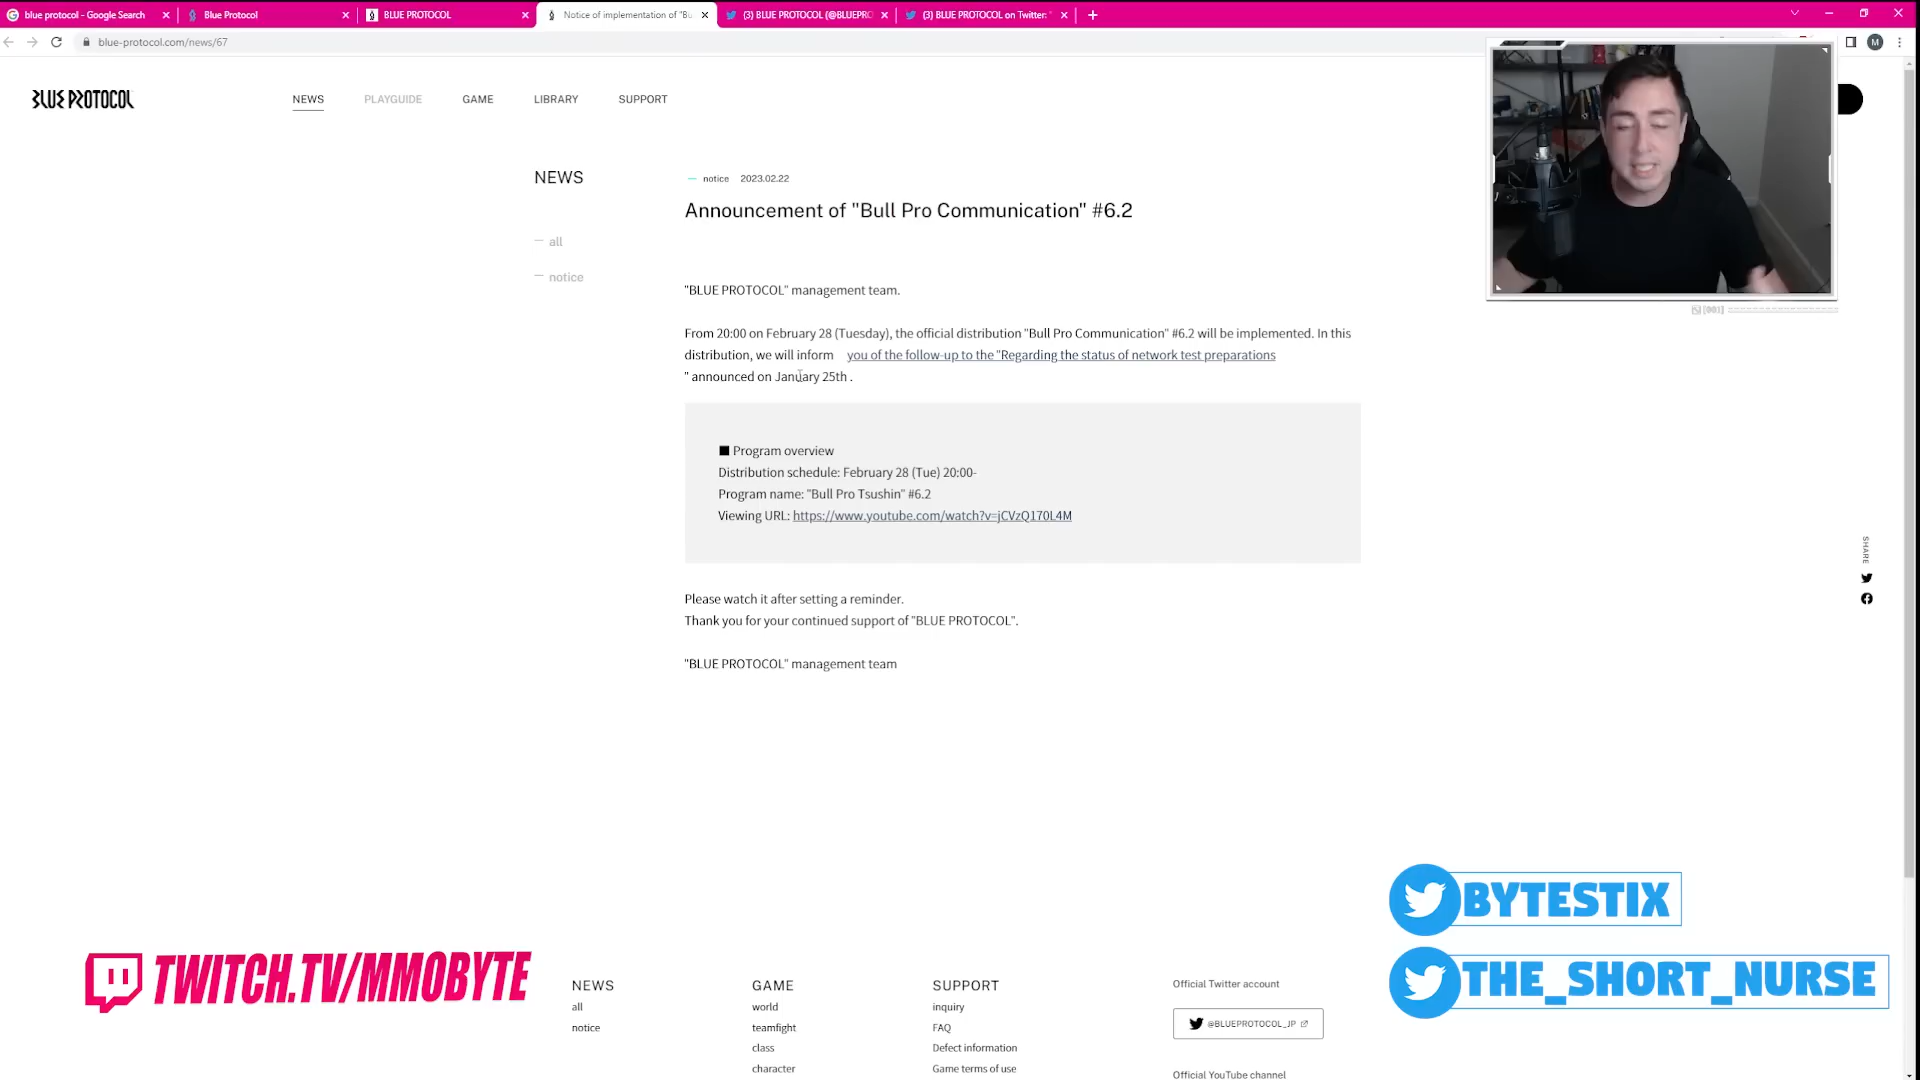 blue protocol - Google Search
Blue Protocol
BLUE PROTOCOL
Notice of implementation of "Bu
(3) BLUE PROTOCOL (@BLUEPRO
(3) BLUE PROTOCOL on Twitter: "
blue-protocol.com/news/67
M
BLUE PROTOCOL
NEWS
PLAYGUIDE
GAME
LIBRARY
SUPPORT
NEWS
all
notice
notice 2023.02.22
Announcement of "Bull Pro Communication" #6.2
"BLUE PROTOCOL" management team.
From 20:00 on February 28 (Tuesday), the official distribution "Bull Pro Communication" #6.2 will be implemented. In this
distribution, we will inform you of the follow-up to the "Regarding the status of network test preparations
" announced on January 25th .
■ Program overview
Distribution schedule: February 28 (Tue) 20:00-
Program name: "Bull Pro Tsushin" #6.2
Viewing URL: https://www.youtube.com/watch?v=jCVzQ170L4M
Please watch it after setting a reminder.
Thank you for your continued support of "BLUE PROTOCOL".
"BLUE PROTOCOL" management team
[001]
SHARE
BYTESTIX
THE_SHORT_NURSE
TWITCH.TV/MMOBYTE
NEWS
all
notice
GAME
world
teamfight
class
character
SUPPORT
inquiry
FAQ
Defect information
Game terms of use
Official Twitter account
@BLUEPROTOCOL_JP
Official YouTube channel